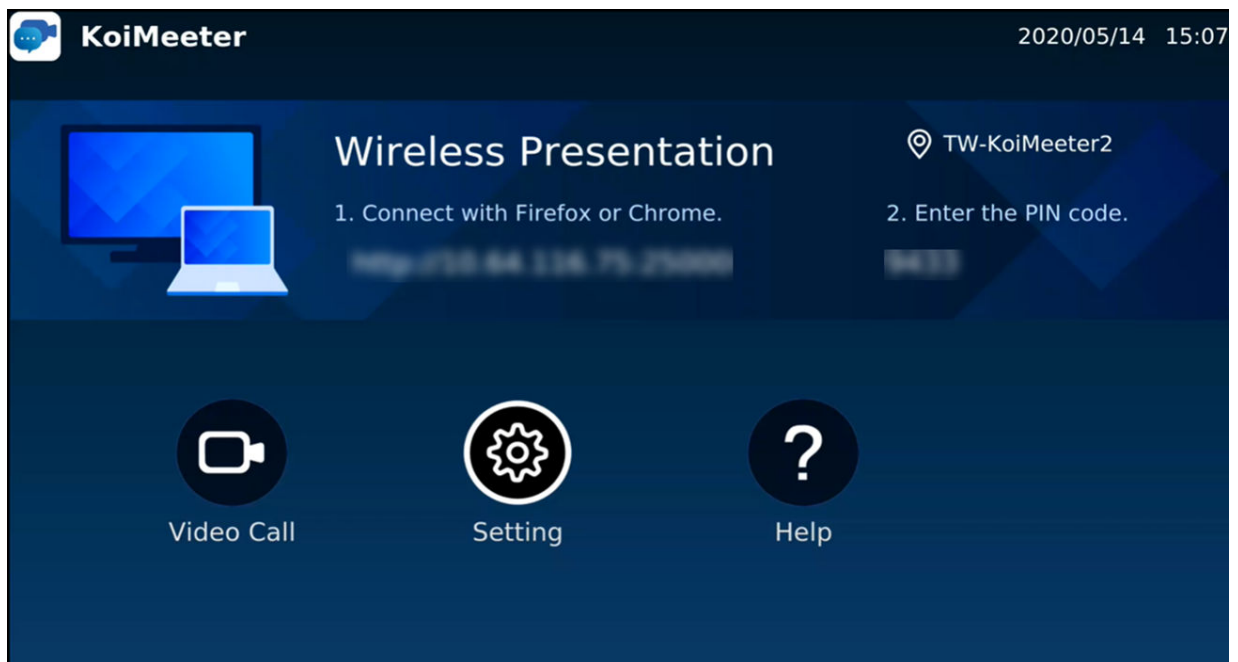 KoiMeeter
2020/05/14 15:07
Wireless Presentation
TW-KoiMeeter2
1. Connect with Firefox or Chrome.
2. Enter the PIN code.
Video Call
Setting
?
Help